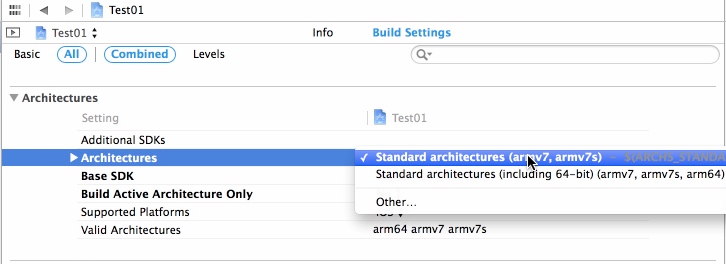 Test01
Test01 Info Build Settings
Basic All Combined Levels
Architectures
Setting Test01
Additional SDKs
Architectures ✓ Standard architectures (armv7, armv7s) $(ARCHS_STANDA
Base SDK Standard architectures (including 64-bit) (armv7, armv7s, arm64)
Build Active Architecture Only
Other...
Supported Platforms iOS
Valid Architectures arm64 armv7 armv7s